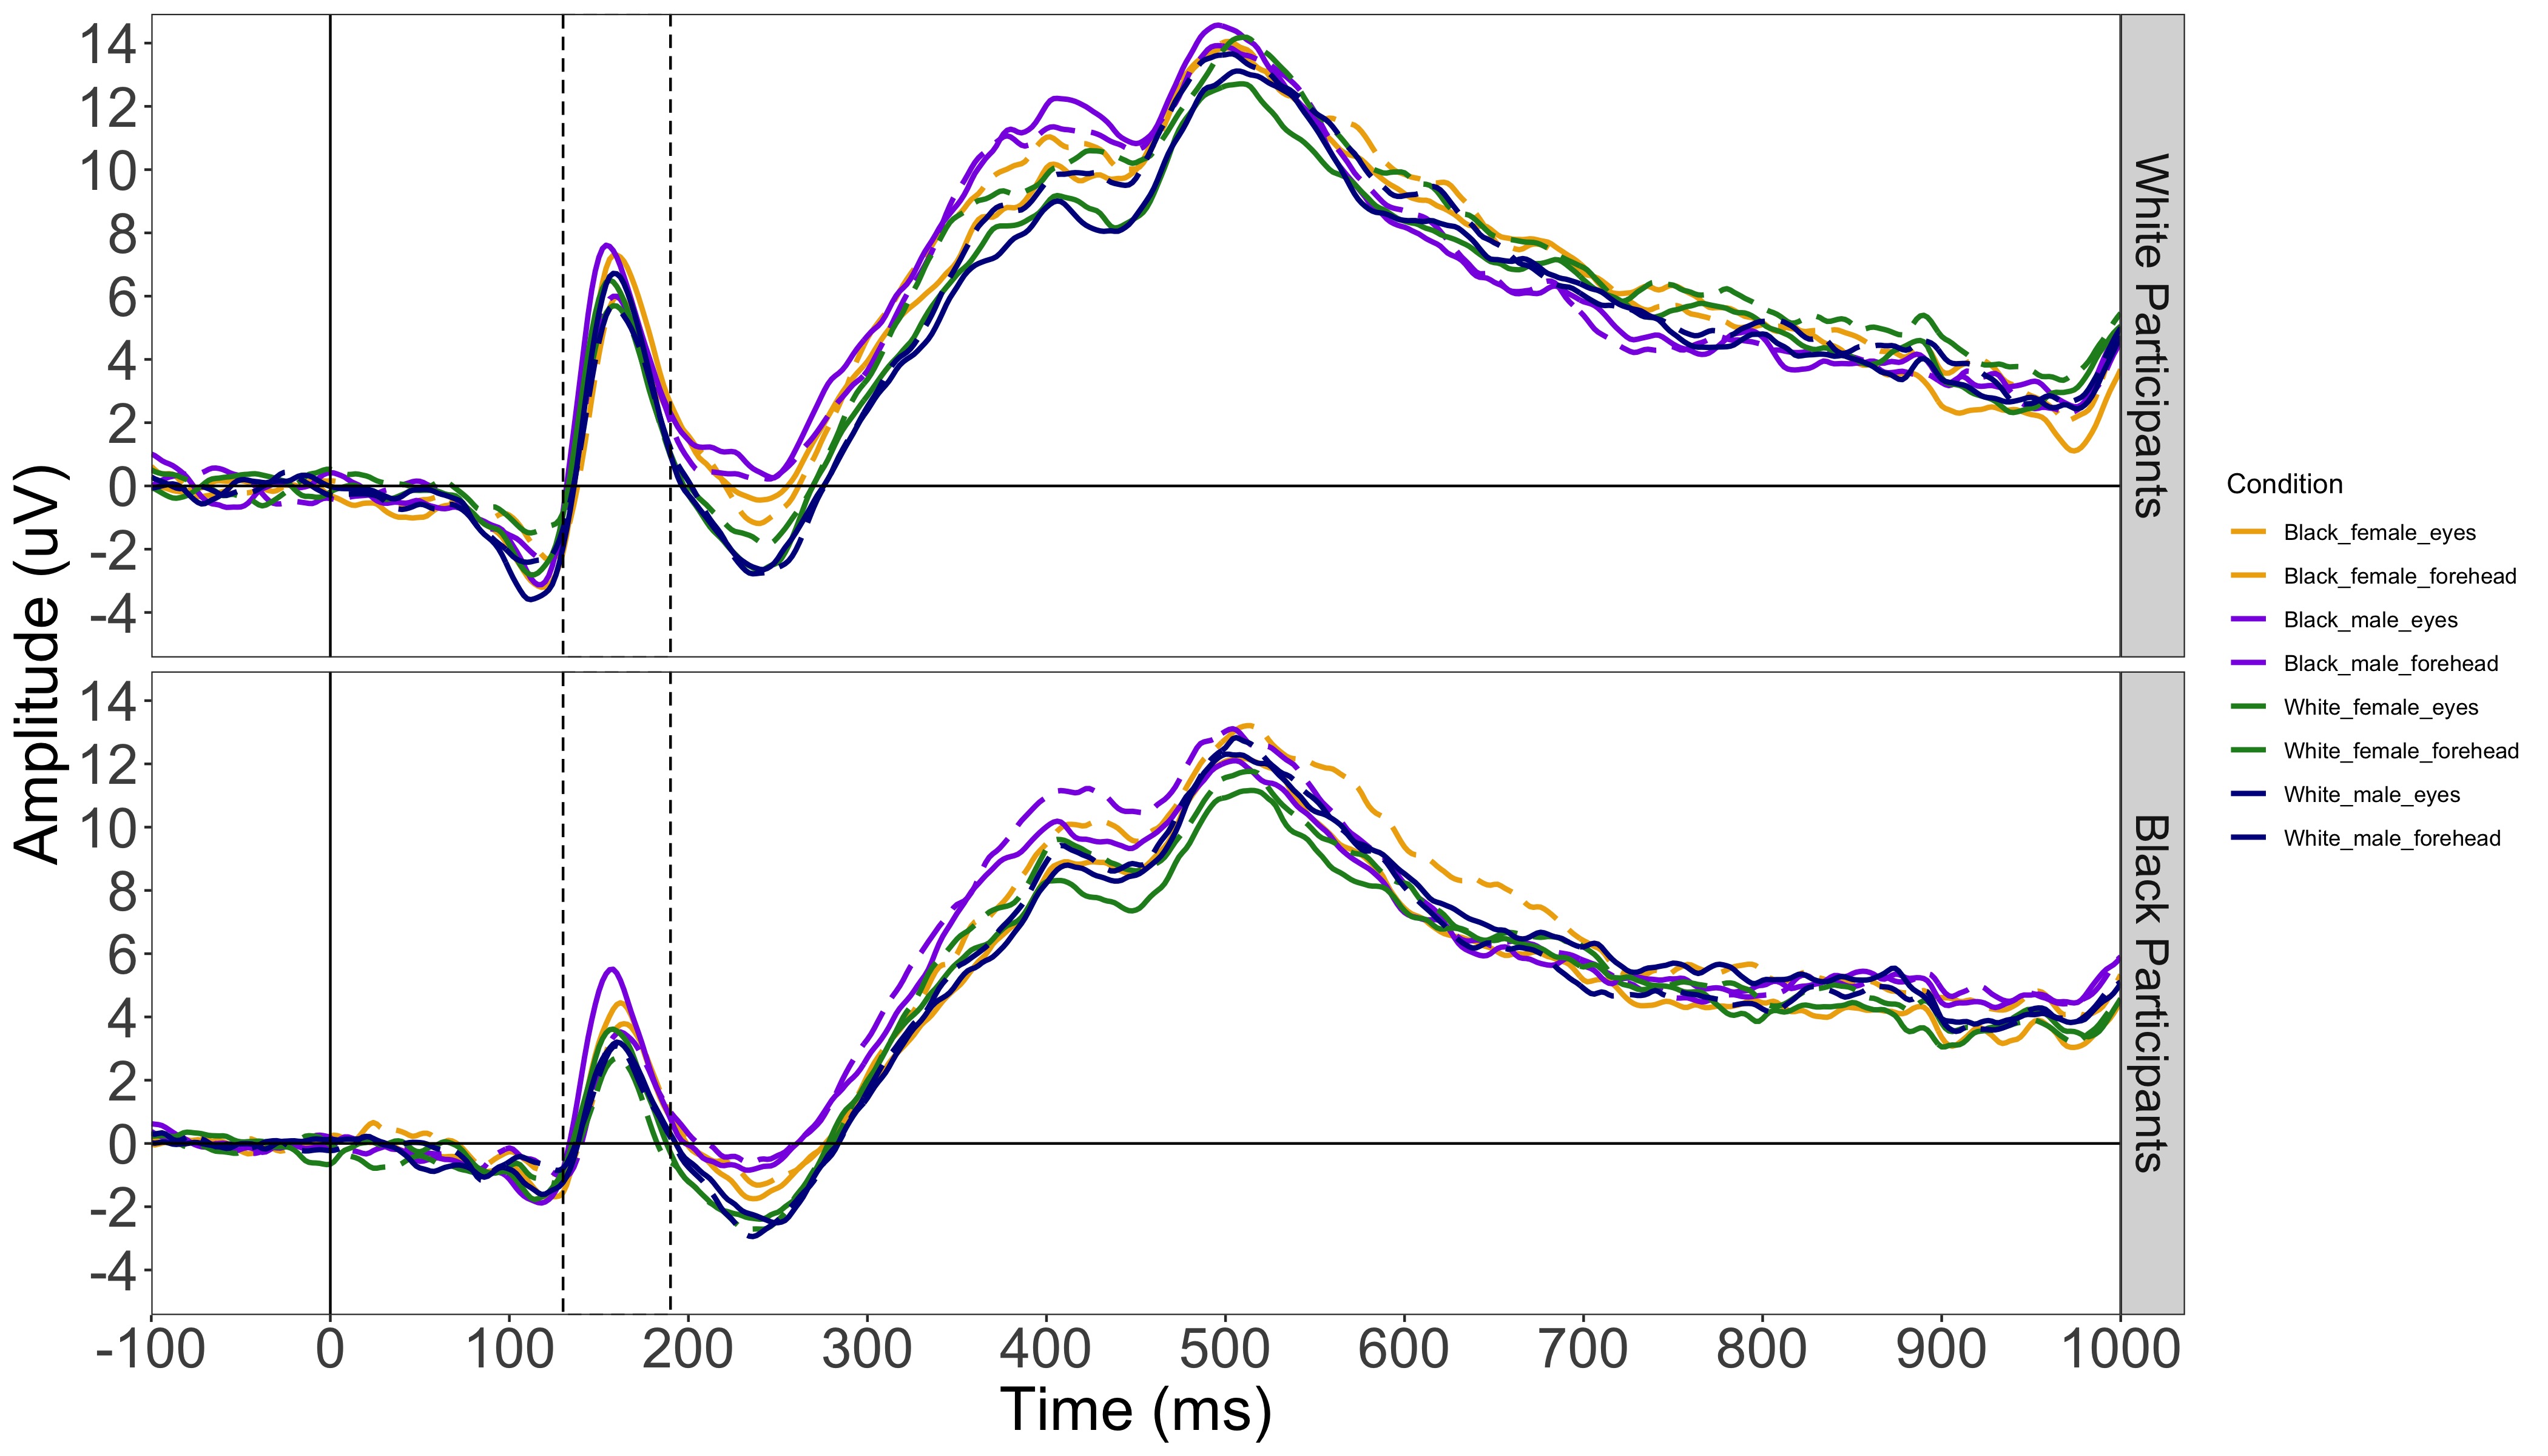 Amplitude (uV)
14
12
10
8
6
4
2
0
-2
-4
White Participants
14
12
10
8
6
4
2
0
-2
-4
Black Participants
-100 0 100 200 300 400 500 600 700 800 900 1000
Time (ms)
Condition
Black_female_eyes
Black_female_forehead
Black_male_eyes
Black_male_forehead
White_female_eyes
White_female_forehead
White_male_eyes
White_male_forehead